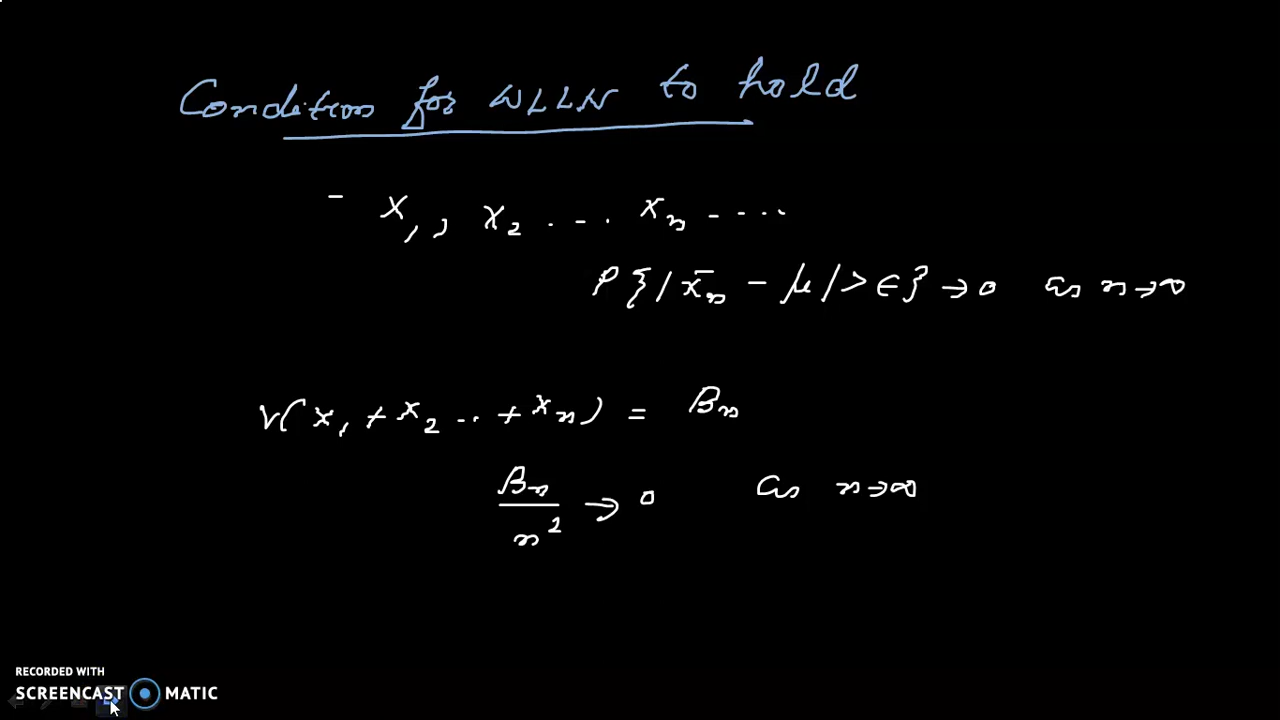 Condition for WLLN to hold
- X₁, X₂ ... Xₙ ....
P{|X̄ₙ - μ| > ∈} → 0 as n → ∞
V(X₁ + X₂ ... + Xₙ) = Bₙ
Bₙ/n² → 0 as n → ∞
RECORDED WITH
SCREENCAST MATIC